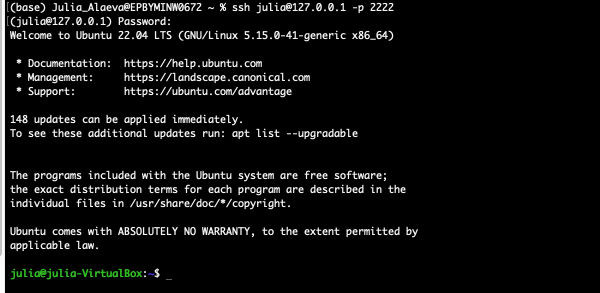 (base) Julia_Alaeva@EPBYMINW0672 ~ % ssh julia@127.0.0.1 -p 2222
(julia@127.0.0.1) Password:
Welcome to Ubuntu 22.04 LTS (GNU/Linux 5.15.0-41-generic x86_64)
* Documentation:  https://help.ubuntu.com
* Management:     https://landscape.canonical.com
* Support:        https://ubuntu.com/advantage
148 updates can be applied immediately.
To see these additional updates run: apt list --upgradable
The programs included with the Ubuntu system are free software;
the exact distribution terms for each program are described in the
individual files in /usr/share/doc/*/copyright.
Ubuntu comes with ABSOLUTELY NO WARRANTY, to the extent permitted by
applicable law.
julia@julia-VirtualBox:~$ _